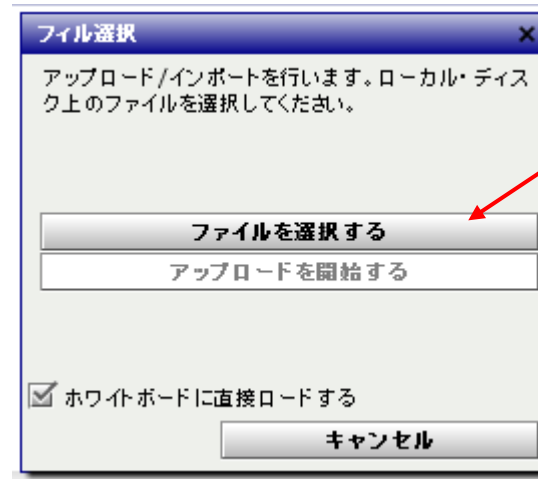 フィル選択
アップロード/インポートを行います。ローカル・ディス
ク上のファイルを選択してください。
ファイルを選択する
アップロードを開始する
ホワイトボードに直接ロードする
キャンセル